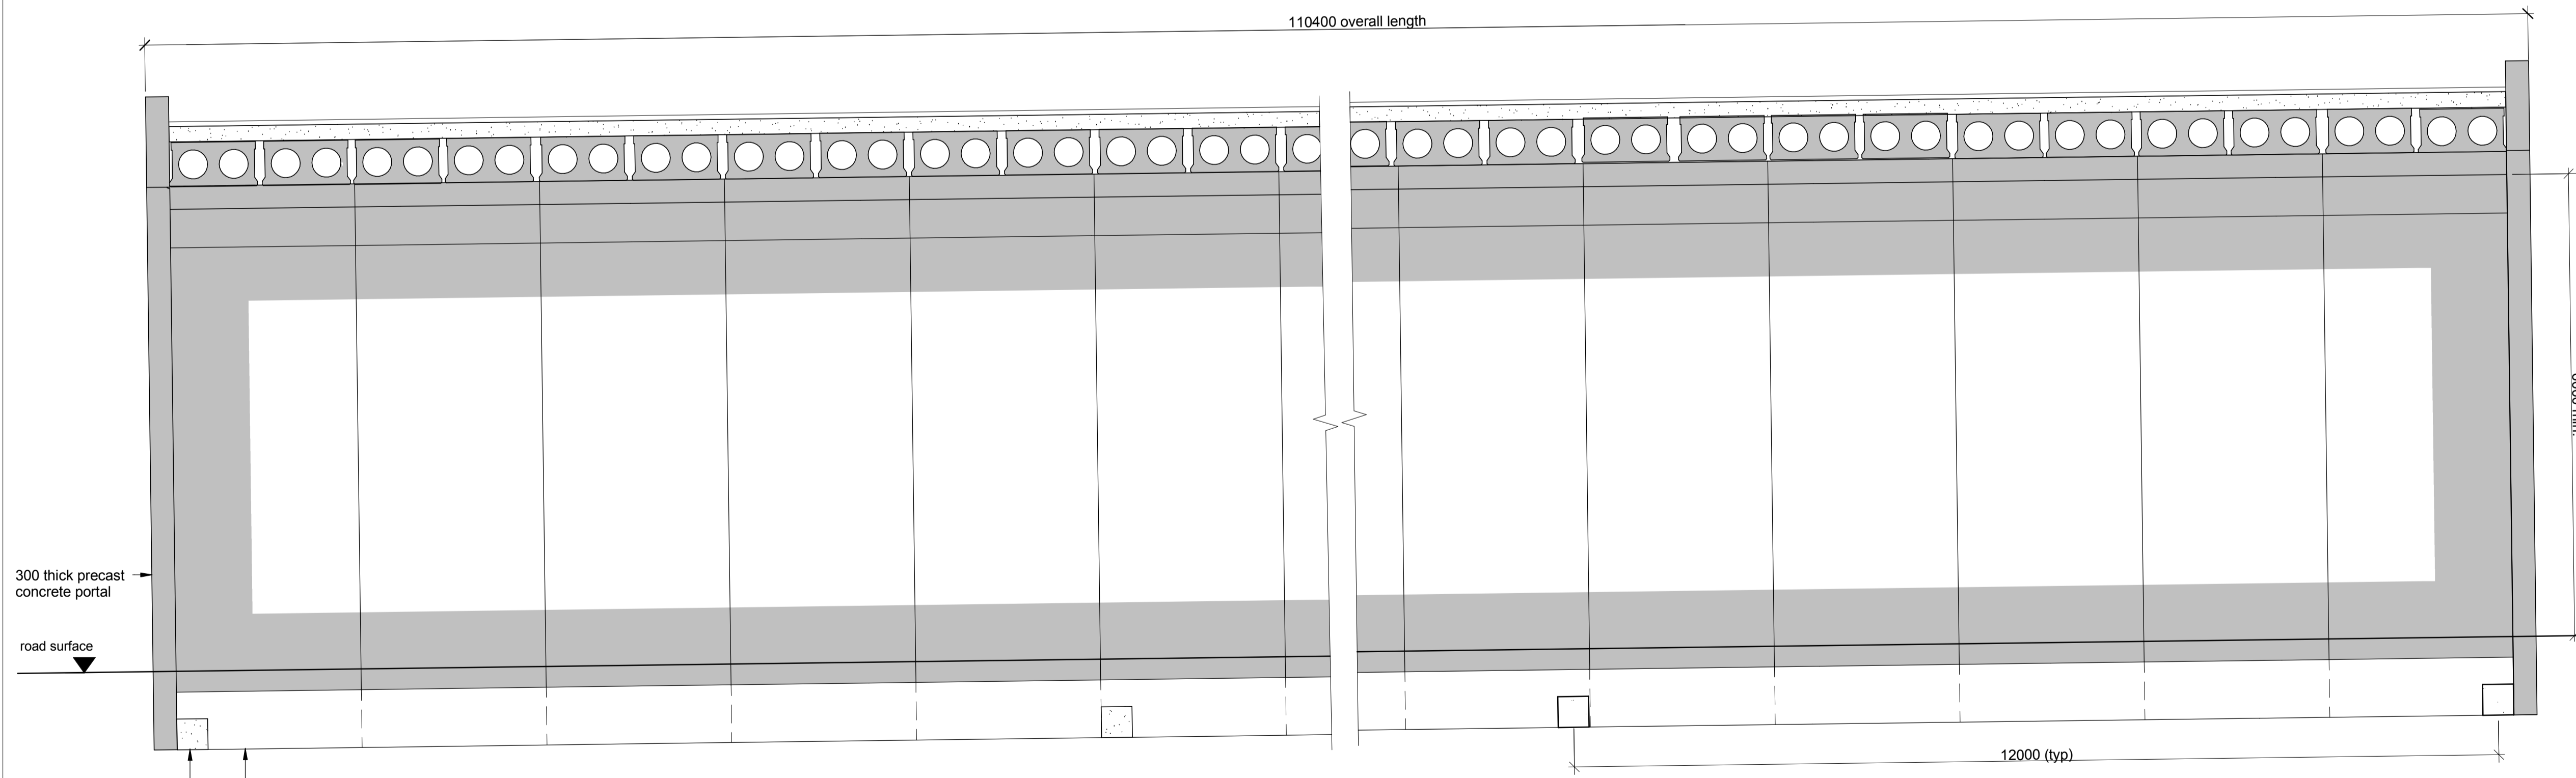 110400 overall length
300 thick precast
concrete portal
road surface
12000 (typ)